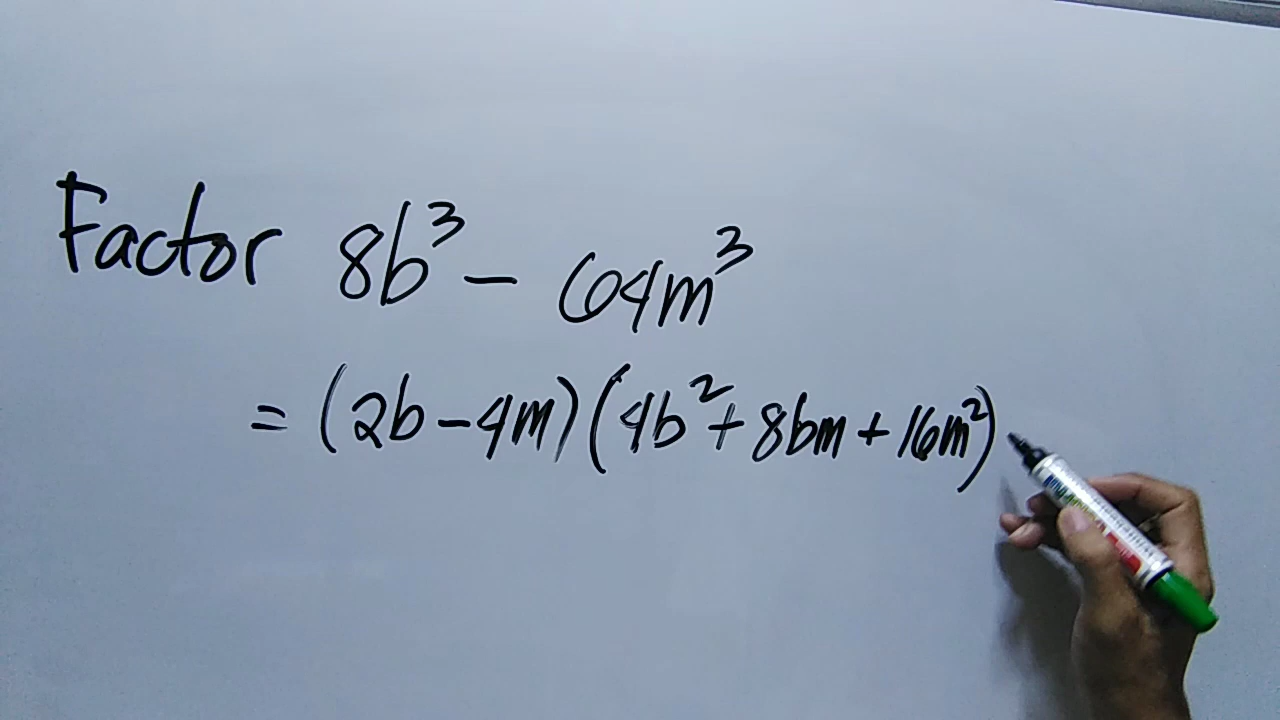 Factor 8b³ - 64m³
= (2b - 4m)(4b² + 8bm + 16m²)